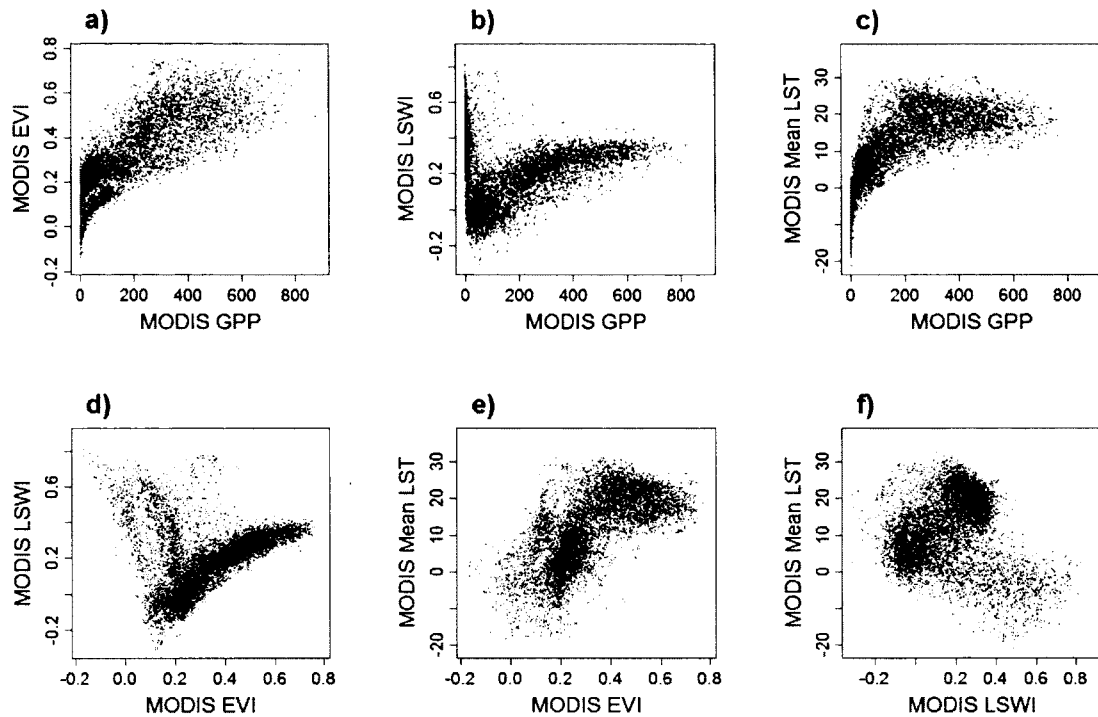 a)
MODIS EVI
-0.2 0.0 0.2 0.4 0.6 0.8
0 200 400 600 800
MODIS GPP
b)
MODIS LSWI
-0.2 0.2 0.6
0 200 400 600 800
MODIS GPP
c)
MODIS Mean LST
-20 0 10 20 30
0 200 400 600 800
MODIS GPP
d)
MODIS LSWI
-0.2 0.2 0.6
-0.2 0.0 0.2 0.4 0.6 0.8
MODIS EVI
e)
MODIS Mean LST
-20 0 10 20 30
-0.2 0.0 0.2 0.4 0.6 0.8
MODIS EVI
f)
MODIS Mean LST
-20 0 10 20 30
-0.2 0.0 0.2 0.4 0.6 0.8
MODIS LSWI